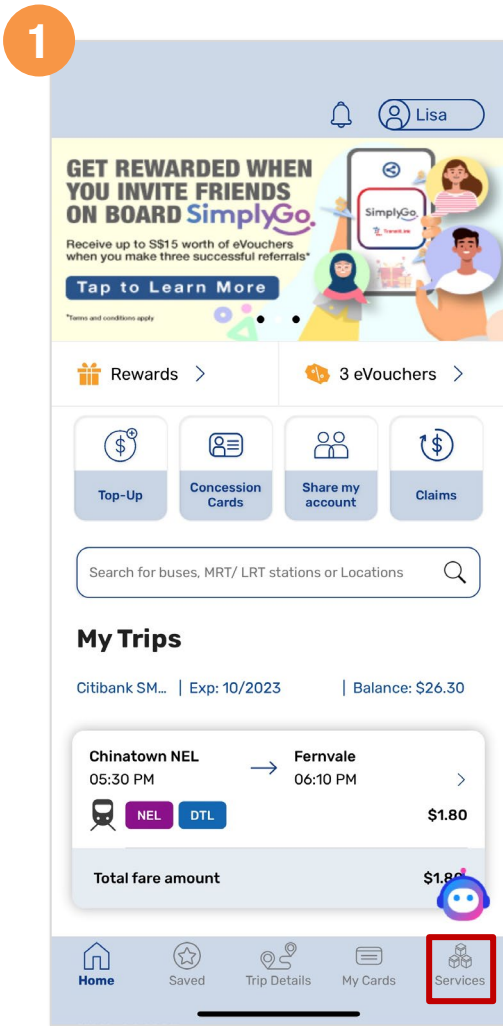 1
Lisa
GET REWARDED WHEN
YOU INVITE FRIENDS
ON BOARD SimplyGo.
Receive up to S$15 worth of eVouchers
when you make three successful referrals*
Tap to Learn More
*Terms and conditions apply
SimplyGo.
TransitLink
Rewards
3 eVouchers
Top-Up
Concession
Cards
Share my
account
Claims
Search for buses, MRT/ LRT stations or Locations
My Trips
Citibank SM... | Exp: 10/2023 | Balance: $26.30
Chinatown NEL
Fernvale
05:30 PM
06:10 PM
NEL
DTL
$1.80
Total fare amount
$1.80
Home
Saved
Trip Details
My Cards
Services